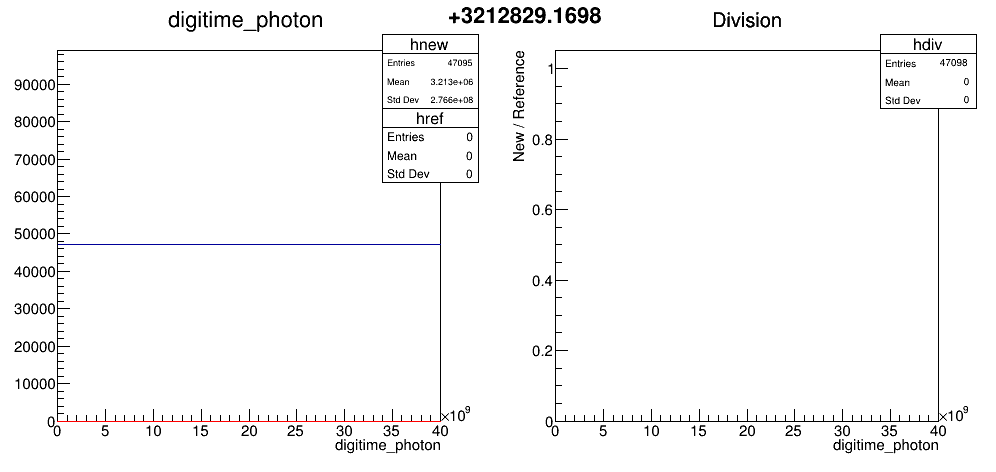 +3212829.1698
digitime_photon
hnew
Entries 47095
Mean 3.213e+06
Std Dev 2.766e+08
href
Entries 0
Mean 0
Std Dev 0
90000
80000
70000
60000
50000
40000
30000
20000
10000
0
0 5 10 15 20 25 30 35 40
×10⁹
digitime_photon
Division
hdiv
Entries 47098
Mean 0
Std Dev 0
New / Reference
1
0.8
0.6
0.4
0.2
0
0 5 10 15 20 25 30 35 40
×10⁹
digitime_photon